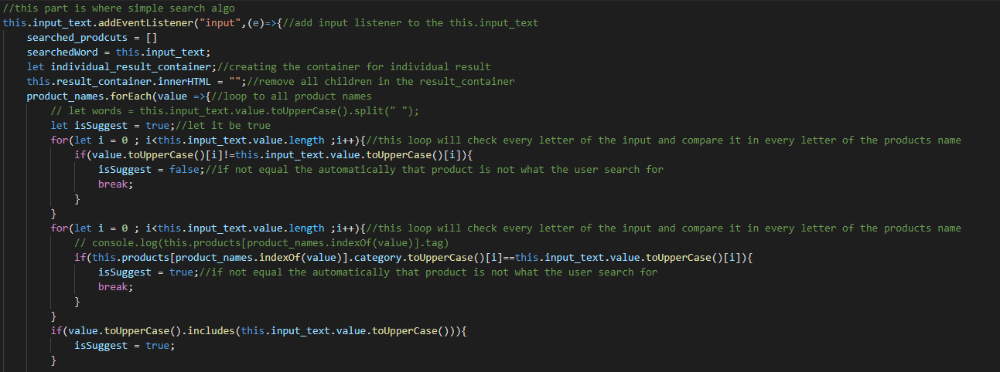 //this part is where simple search algo
this.input_text.addEventListener("input",(e)=>{//add input listener to the this.input_text
    searched_prodcuts = []
    searchedWord = this.input_text;
    let individual_result_container;//creating the container for individual result
    this.result_container.innerHTML = "";//remove all children in the result_container
    product_names.forEach(value =>{//loop to all product names
        // let words = this.input_text.value.toUpperCase().split(" ");
        let isSuggest = true;//let it be true
        for(let i = 0 ; i<this.input_text.value.length ;i++){//this loop will check every letter of the input and compare it in every letter of the products name
            if(value.toUpperCase()[i]!=this.input_text.value.toUpperCase()[i]){
                isSuggest = false;//if not equal the automatically that product is not what the user search for
                break;
            }
        }
        for(let i = 0 ; i<this.input_text.value.length ;i++){//this loop will check every letter of the input and compare it in every letter of the products name
            // console.log(this.products[product_names.indexOf(value)].tag)
            if(this.products[product_names.indexOf(value)].category.toUpperCase()[i]==this.input_text.value.toUpperCase()[i]){
                isSuggest = true;//if not equal the automatically that product is not what the user search for
                break;
            }
        }
        if(value.toUpperCase().includes(this.input_text.value.toUpperCase())){
            isSuggest = true;
        }